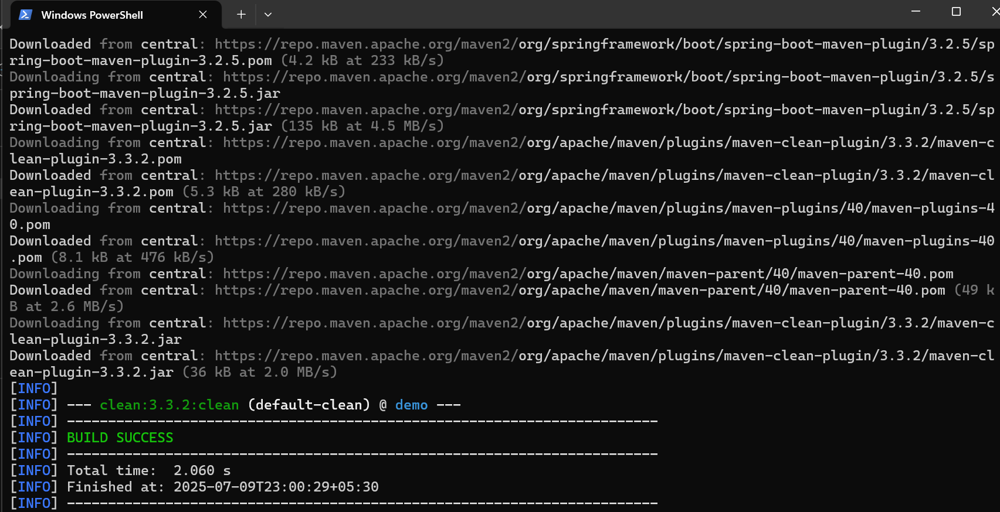 Windows PowerShell
Downloaded from central: https://repo.maven.apache.org/maven2/org/springframework/boot/spring-boot-maven-plugin/3.2.5/sp
ring-boot-maven-plugin-3.2.5.pom (4.2 kB at 233 kB/s)
Downloading from central: https://repo.maven.apache.org/maven2/org/springframework/boot/spring-boot-maven-plugin/3.2.5/s
pring-boot-maven-plugin-3.2.5.jar
Downloaded from central: https://repo.maven.apache.org/maven2/org/springframework/boot/spring-boot-maven-plugin/3.2.5/sp
ring-boot-maven-plugin-3.2.5.jar (135 kB at 4.5 MB/s)
Downloading from central: https://repo.maven.apache.org/maven2/org/apache/maven/plugins/maven-clean-plugin/3.3.2/maven-c
lean-plugin-3.3.2.pom
Downloaded from central: https://repo.maven.apache.org/maven2/org/apache/maven/plugins/maven-clean-plugin/3.3.2/maven-cl
ean-plugin-3.3.2.pom (5.3 kB at 280 kB/s)
Downloading from central: https://repo.maven.apache.org/maven2/org/apache/maven/plugins/maven-plugins/40/maven-plugins-4
0.pom
Downloaded from central: https://repo.maven.apache.org/maven2/org/apache/maven/plugins/maven-plugins/40/maven-plugins-40
.pom (8.1 kB at 476 kB/s)
Downloading from central: https://repo.maven.apache.org/maven2/org/apache/maven/maven-parent/40/maven-parent-40.pom
Downloaded from central: https://repo.maven.apache.org/maven2/org/apache/maven/maven-parent/40/maven-parent-40.pom (49 k
B at 2.6 MB/s)
Downloading from central: https://repo.maven.apache.org/maven2/org/apache/maven/plugins/maven-clean-plugin/3.3.2/maven-c
lean-plugin-3.3.2.jar
Downloaded from central: https://repo.maven.apache.org/maven2/org/apache/maven/plugins/maven-clean-plugin/3.3.2/maven-cl
ean-plugin-3.3.2.jar (36 kB at 2.0 MB/s)
[INFO]
[INFO] --- clean:3.3.2:clean (default-clean) @ demo ---
[INFO] ------------------------------------------------------------------------
[INFO] BUILD SUCCESS
[INFO] ------------------------------------------------------------------------
[INFO] Total time:  2.060 s
[INFO] Finished at: 2025-07-09T23:00:29+05:30
[INFO] ------------------------------------------------------------------------